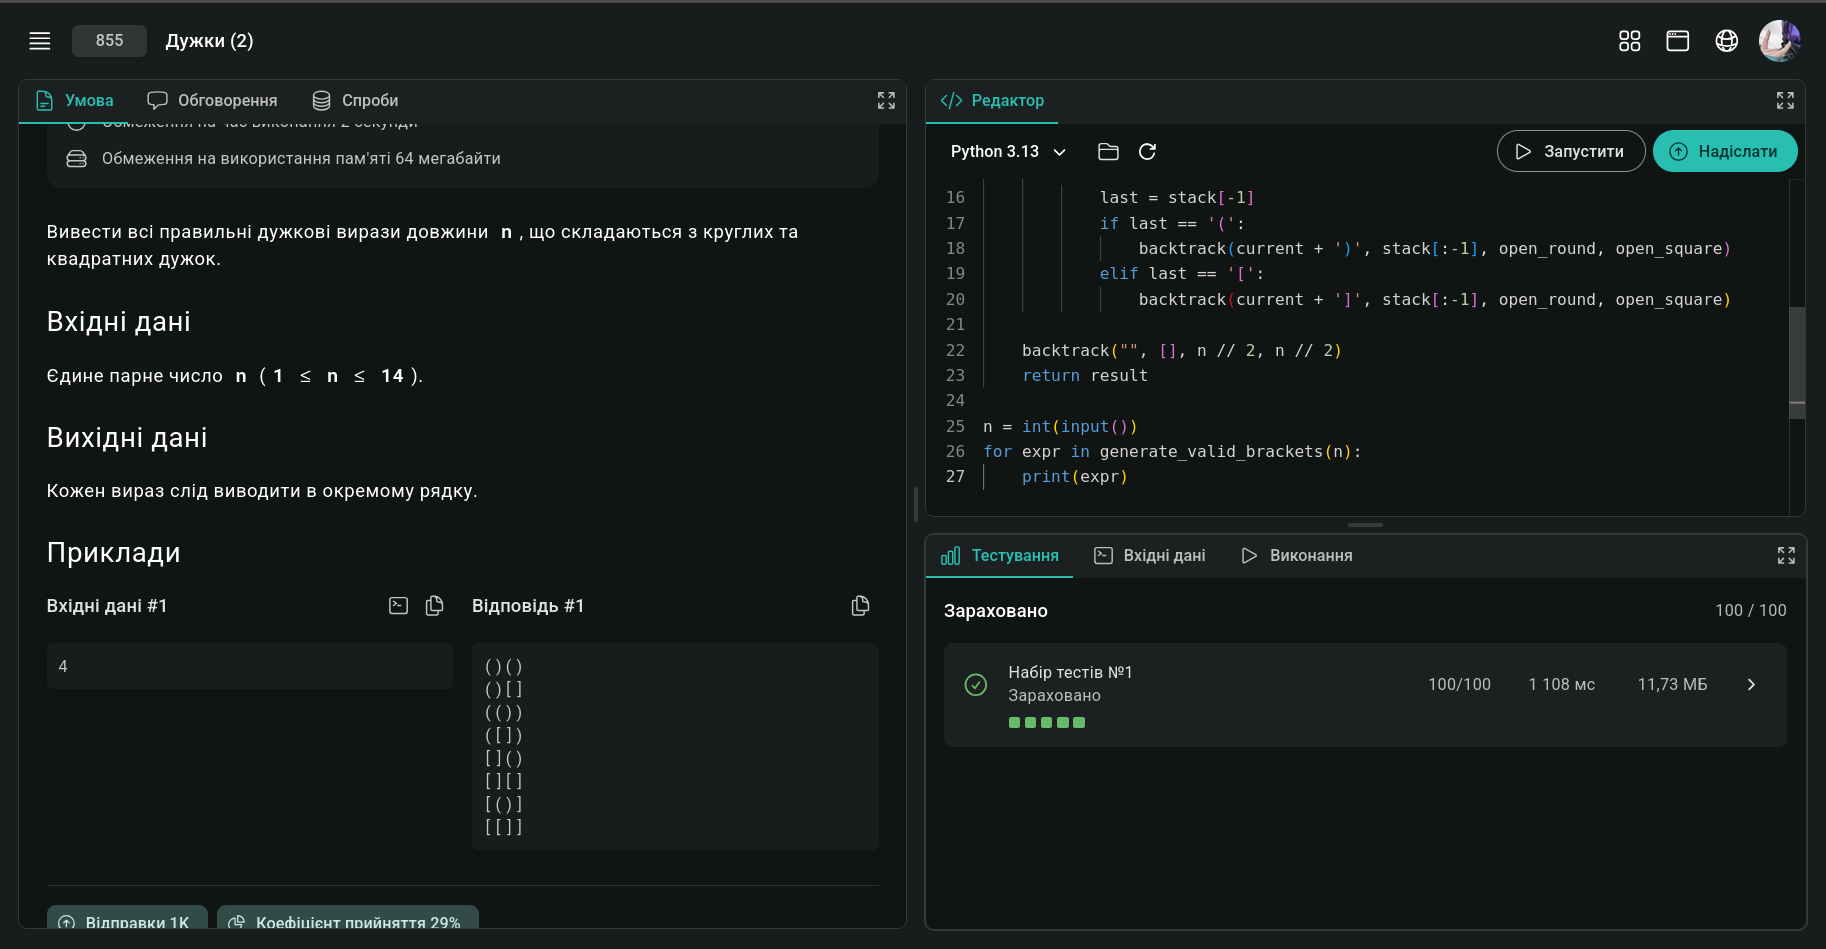 855
Дужки (2)
Умова
Обговорення
Спроби
Обмеження на час виконання 2 секунди
Обмеження на використання пам'яті 64 мегабайти
Вивести всі правильні дужкові вирази довжини n , що складаються з круглих та
квадратних дужок.
Вхідні дані
Єдине парне число n ( 1 ≤ n ≤ 14 ).
Вихідні дані
Кожен вираз слід виводити в окремому рядку.
Приклади
Вхідні дані #1
4
Відповідь #1
()()
()[]
(())
([])
[]()
[][]
[()]
[[]]
Відправки 1K
Коефіцієнт прийняття 29%
Редактор
Python 3.13
Запустити
Надіслати
16 last = stack[-1]
17 if last == '(':
18 backtrack(current + ')', stack[:-1], open_round, open_square)
19 elif last == '[':
20 backtrack(current + ']', stack[:-1], open_round, open_square)
21
22 backtrack("", [], n // 2, n // 2)
23 return result
24
25 n = int(input())
26 for expr in generate_valid_brackets(n):
27 print(expr)
Тестування
Вхідні дані
Виконання
Зараховано
100 / 100
Набір тестів №1
Зараховано
100/100
1 108 мс
11,73 МБ